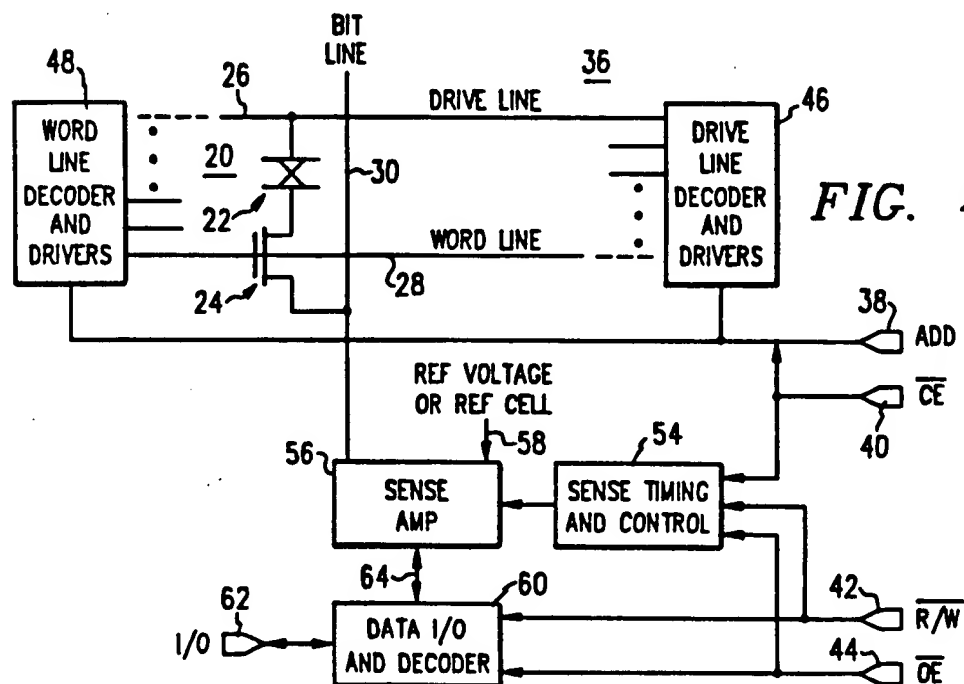 BIT
LINE
48
26
36
DRIVE LINE
46
WORD
LINE
DECODER
AND
DRIVERS
20
22
30
DRIVE
LINE
DECODER
AND
DRIVERS
FIG.
WORD LINE
24
28
38
ADD
REF VOLTAGE
OR REF CELL
CE
40
58
54
56
SENSE
AMP
SENSE TIMING
AND CONTROL
64
60
62
I/O
DATA I/O
AND DECODER
42
R/W
44
OE